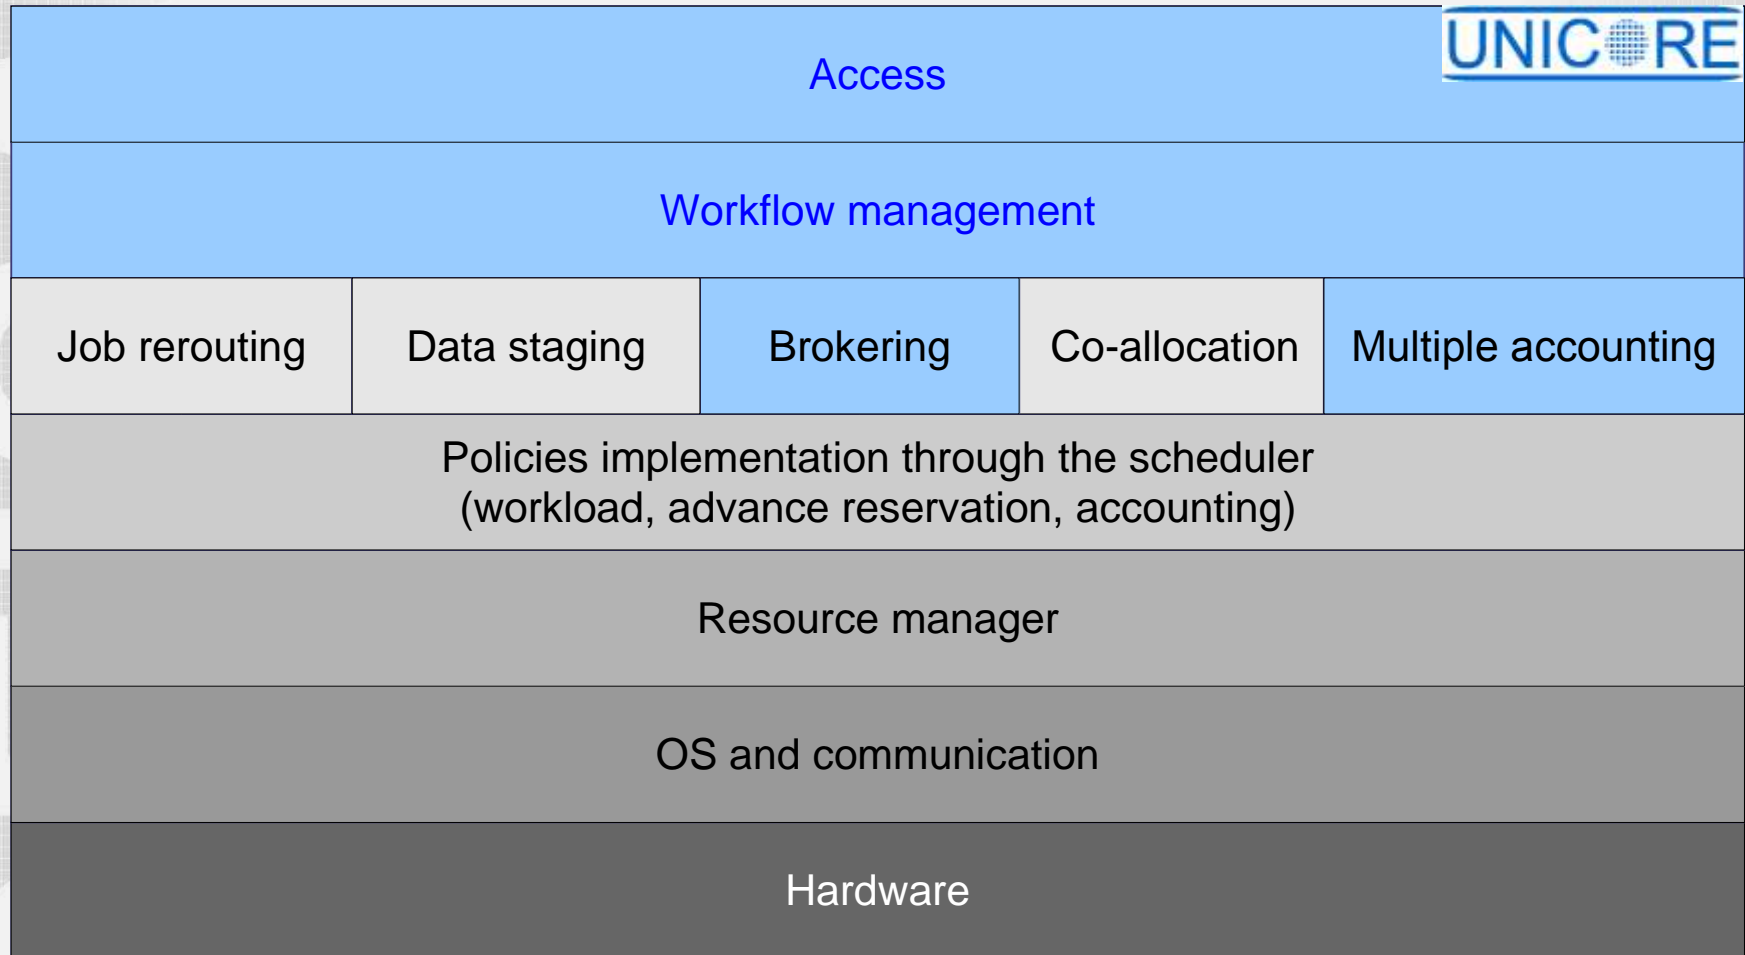 UNICORE
Access
Workflow management
Job rerouting
Data staging
Brokering
Co-allocation
Multiple accounting
Policies implementation through the scheduler
(workload, advance reservation, accounting)
Resource manager
OS and communication
Hardware